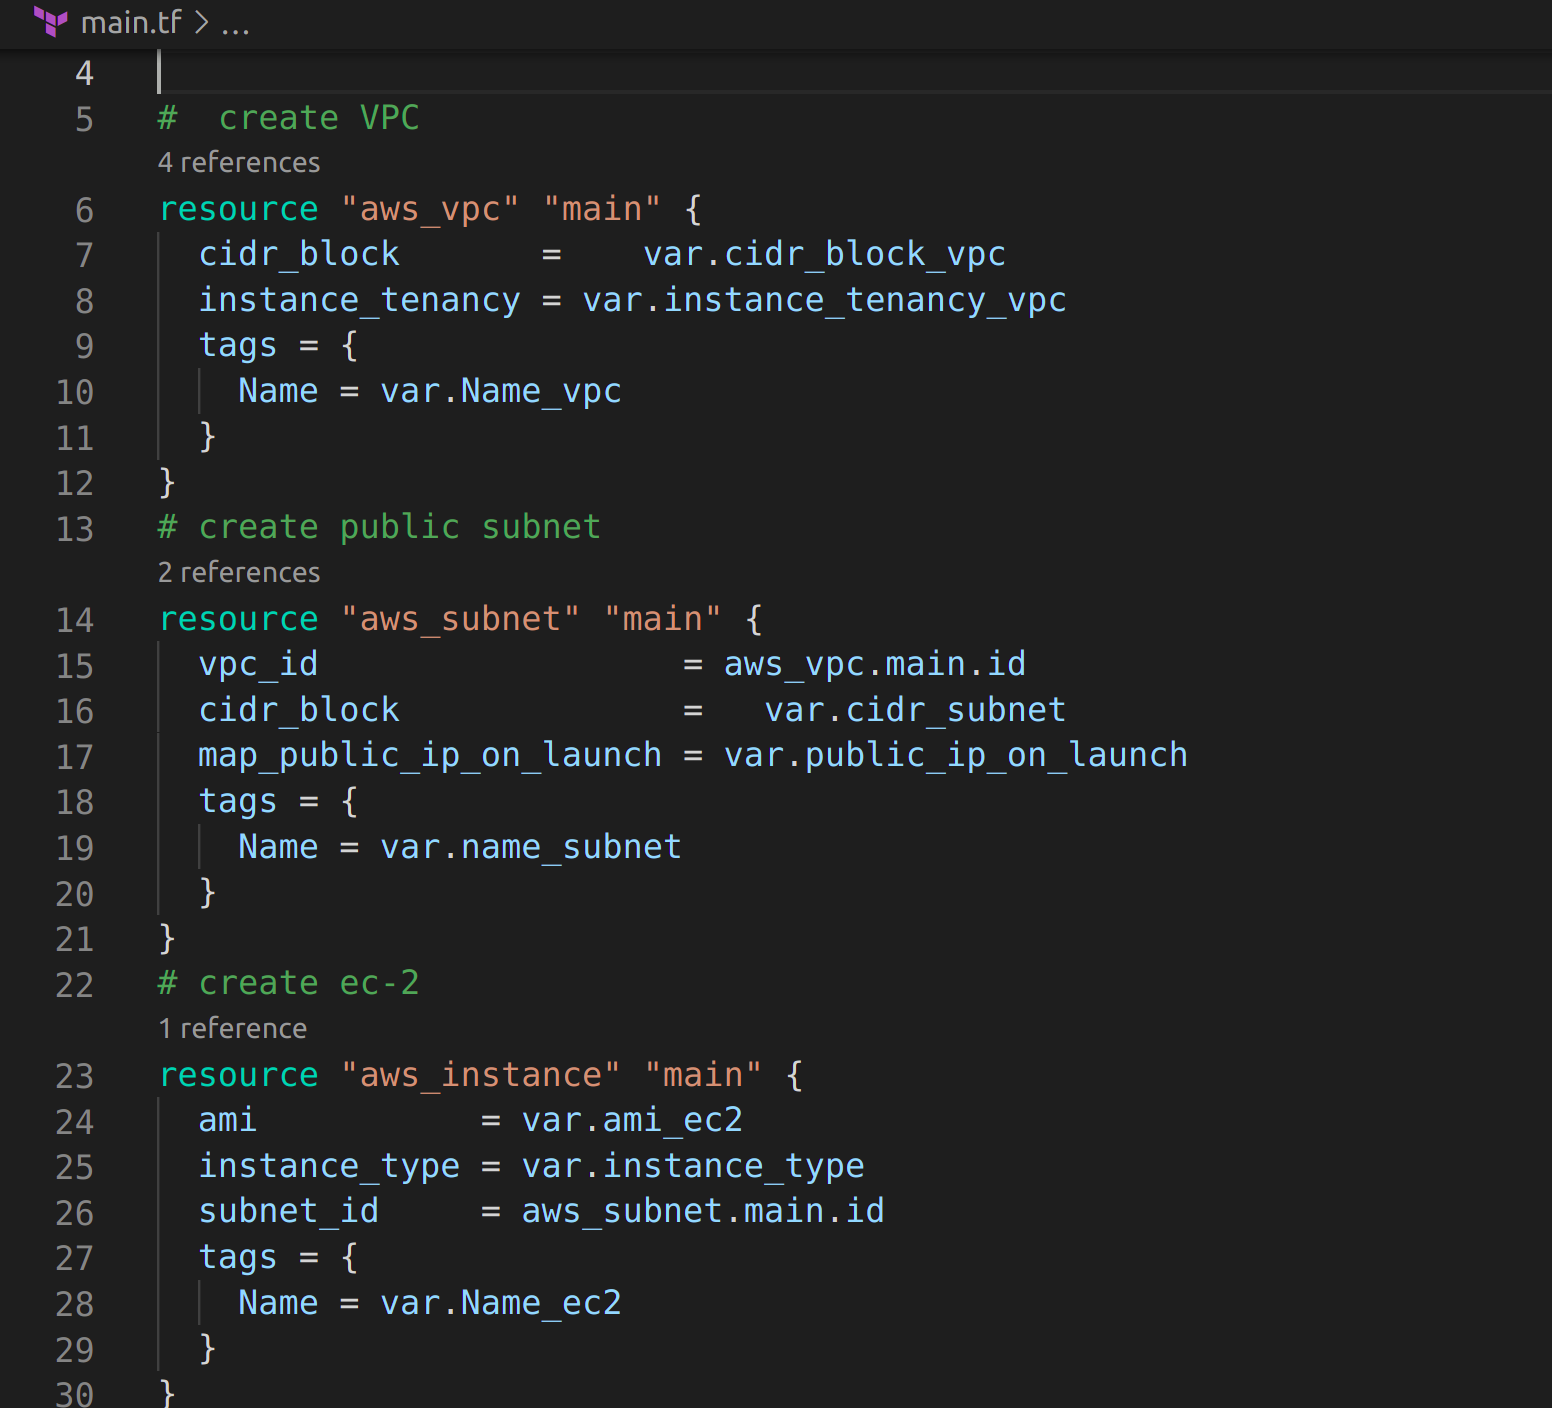 main.tf > ...
4
5 #  create VPC
4 references
6 resource "aws_vpc" "main" {
7   cidr_block       =    var.cidr_block_vpc
8   instance_tenancy = var.instance_tenancy_vpc
9   tags = {
10     Name = var.Name_vpc
11   }
12 }
13 # create public subnet
2 references
14 resource "aws_subnet" "main" {
15   vpc_id                  = aws_vpc.main.id
16   cidr_block              =   var.cidr_subnet
17   map_public_ip_on_launch = var.public_ip_on_launch
18   tags = {
19     Name = var.name_subnet
20   }
21 }
22 # create ec-2
1 reference
23 resource "aws_instance" "main" {
24   ami           = var.ami_ec2
25   instance_type = var.instance_type
26   subnet_id     = aws_subnet.main.id
27   tags = {
28     Name = var.Name_ec2
29   }
30 }